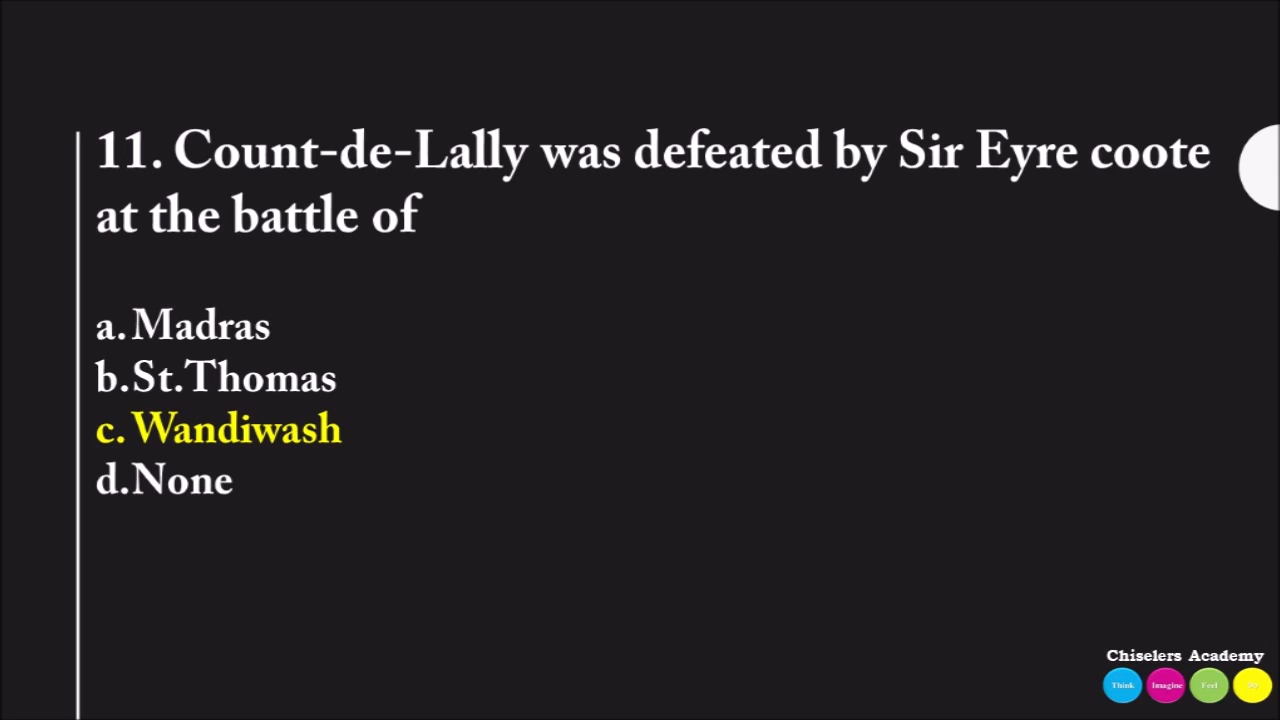 11. Count-de-Lally was defeated by Sir Eyre coote
at the battle of
a. Madras
b. St.Thomas
c. Wandiwash
d. None
Chiselers Academy
Think Imagine Feel